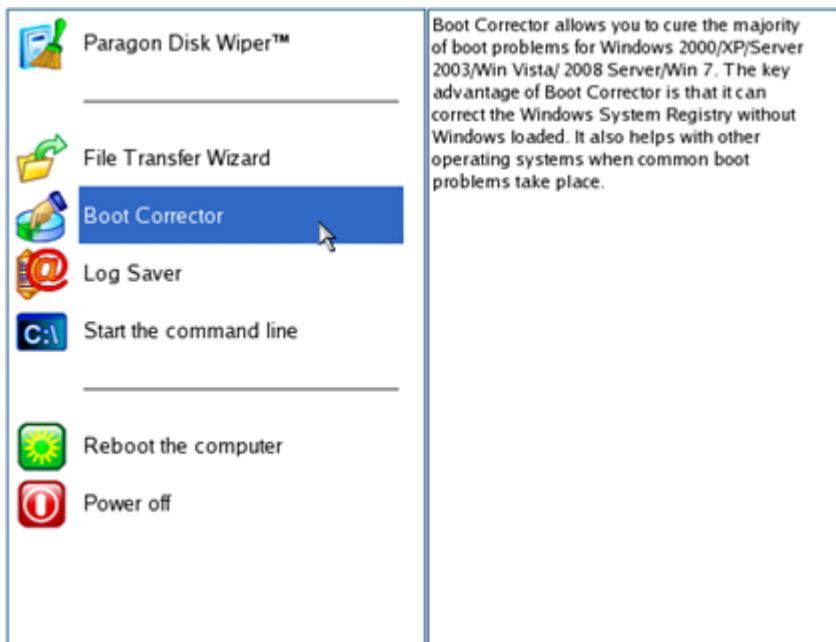 Paragon Disk Wiper™
File Transfer Wizard
Boot Corrector
Log Saver
C:\
Start the command line
Reboot the computer
Power off
Boot Corrector allows you to cure the majority
of boot problems for Windows 2000/XP/Server
2003/Win Vista/ 2008 Server/Win 7. The key
advantage of Boot Corrector is that it can
correct the Windows System Registry without
Windows loaded. It also helps with other
operating systems when common boot
problems take place.